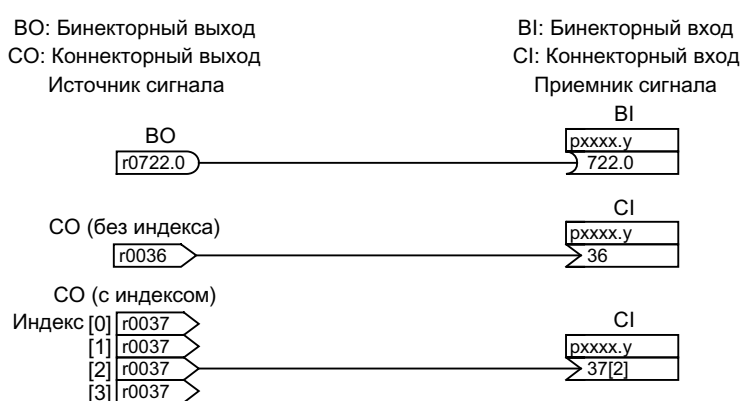 BO: Бинекторный выход
CO: Коннекторный выход
Источник сигнала
BI: Бинекторный вход
CI: Коннекторный вход
Приемник сигнала
BO
r0722.0
BI
pxxxx.y
722.0
CO (без индекса)
r0036
CI
pxxxx.y
36
CO (с индексом)
Индекс [0] r0037
[1] r0037
[2] r0037
[3] r0037
CI
pxxxx.y
37[2]